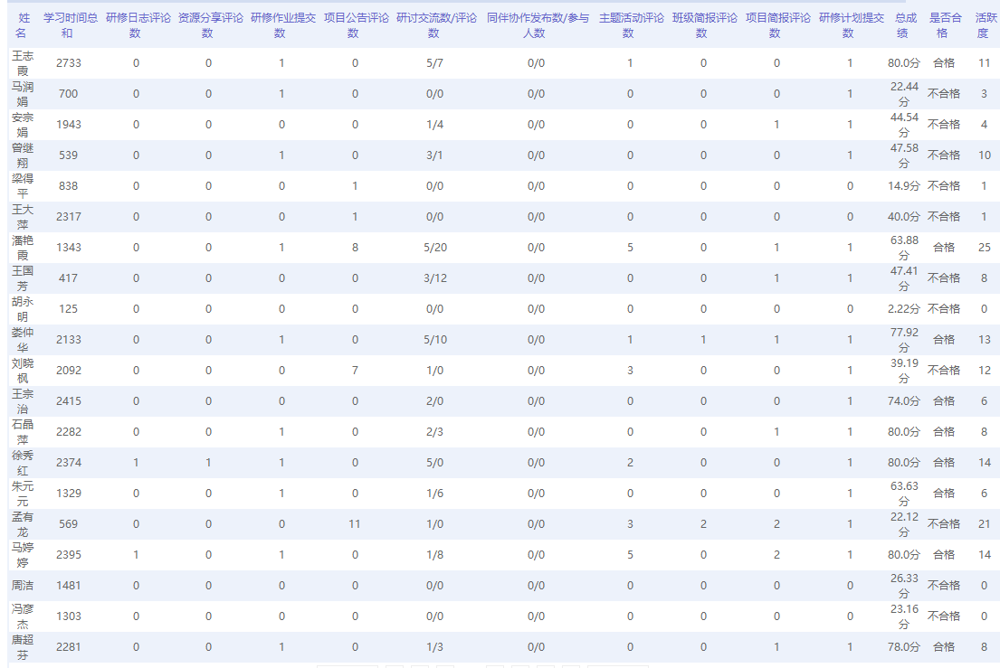 姓名 学习时间总和 研修日志评论数 资源分享评论数 研修作业提交数 项目公告评论数 研讨交流数/评论数 同伴协作发布数/参与人数 主题活动评论数 班级简报评论数 项目简报评论数 研修计划提交数 总成绩 是否合格 活跃度
王志霞 2733 0 0 1 0 5/7 0/0 1 0 0 1 80.0分 合格 11
马润娟 700 0 0 1 0 0/0 0/0 0 0 0 1 22.44分 不合格 3
安宗娟 1943 0 0 0 0 1/4 0/0 0 0 1 1 44.54分 不合格 4
曾继翔 539 0 0 1 0 3/1 0/0 0 0 0 1 47.58分 不合格 10
梁得平 838 0 0 0 1 0/0 0/0 0 0 0 0 14.9分 不合格 1
王大萍 2317 0 0 0 1 0/0 0/0 0 0 0 0 40.0分 不合格 1
潘艳霞 1343 0 0 1 8 5/20 0/0 5 0 1 1 63.88分 合格 25
王国芳 417 0 0 0 0 3/12 0/0 0 0 1 1 47.41分 不合格 8
胡永明 125 0 0 0 0 0/0 0/0 0 0 0 0 2.22分 不合格 0
娄仲华 2133 0 0 1 0 5/10 0/0 1 1 1 1 77.92分 合格 13
刘晓枫 2092 0 0 0 7 1/0 0/0 3 0 0 1 39.19分 不合格 12
王宗治 2415 0 0 0 0 2/0 0/0 0 0 0 1 74.0分 合格 6
石晶萍 2282 0 0 1 0 2/3 0/0 0 0 1 1 80.0分 合格 8
徐秀红 2374 1 1 1 0 5/0 0/0 2 0 0 1 80.0分 合格 14
朱元元 1329 0 0 1 0 1/6 0/0 0 0 0 1 63.63分 合格 6
孟有龙 569 0 0 0 11 1/0 0/0 3 2 2 1 22.12分 不合格 21
马婷婷 2395 1 0 1 0 1/8 0/0 5 0 2 1 80.0分 合格 14
周洁 1481 0 0 0 0 0/0 0/0 0 0 0 0 26.33分 不合格 0
冯彦杰 1303 0 0 0 0 0/0 0/0 0 0 0 0 23.16分 不合格 0
唐超芬 2281 0 0 1 0 1/3 0/0 0 0 1 1 78.0分 合格 8